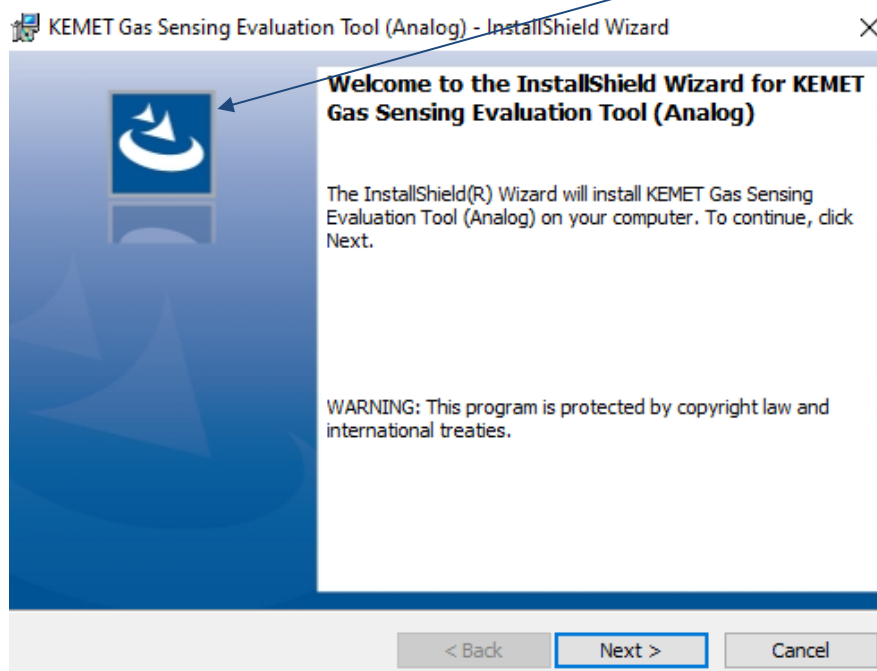 KEMET Gas Sensing Evaluation Tool (Analog) - InstallShield Wizard
Welcome to the InstallShield Wizard for KEMET
Gas Sensing Evaluation Tool (Analog)
The InstallShield(R) Wizard will install KEMET Gas Sensing
Evaluation Tool (Analog) on your computer. To continue, click
Next.
WARNING: This program is protected by copyright law and
international treaties.
< Back
Next >
Cancel